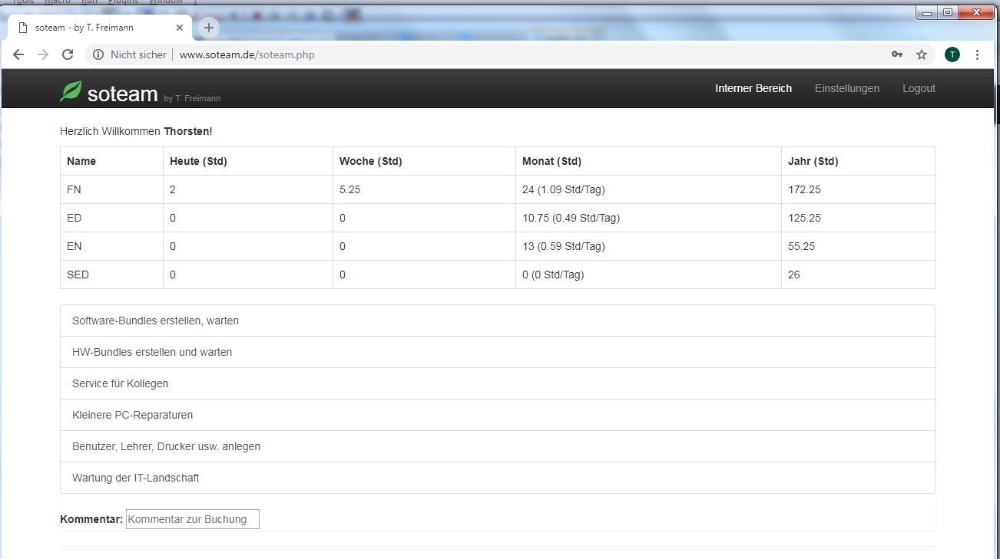 Tools Macro Run Plugins Window ?
soteam - by T. Freimann
Nicht sicher www.soteam.de/soteam.php T
soteam by T. Freimann Interner Bereich Einstellungen Logout
Herzlich Willkommen Thorsten!
Name Heute (Std) Woche (Std) Monat (Std) Jahr (Std)
FN 2 5.25 24 (1.09 Std/Tag) 172.25
ED 0 0 10.75 (0.49 Std/Tag) 125.25
EN 0 0 13 (0.59 Std/Tag) 55.25
SED 0 0 0 (0 Std/Tag) 26
Software-Bundles erstellen, warten
HW-Bundles erstellen und warten
Service für Kollegen
Kleinere PC-Reparaturen
Benutzer, Lehrer, Drucker usw. anlegen
Wartung der IT-Landschaft
Kommentar: Kommentar zur Buchung